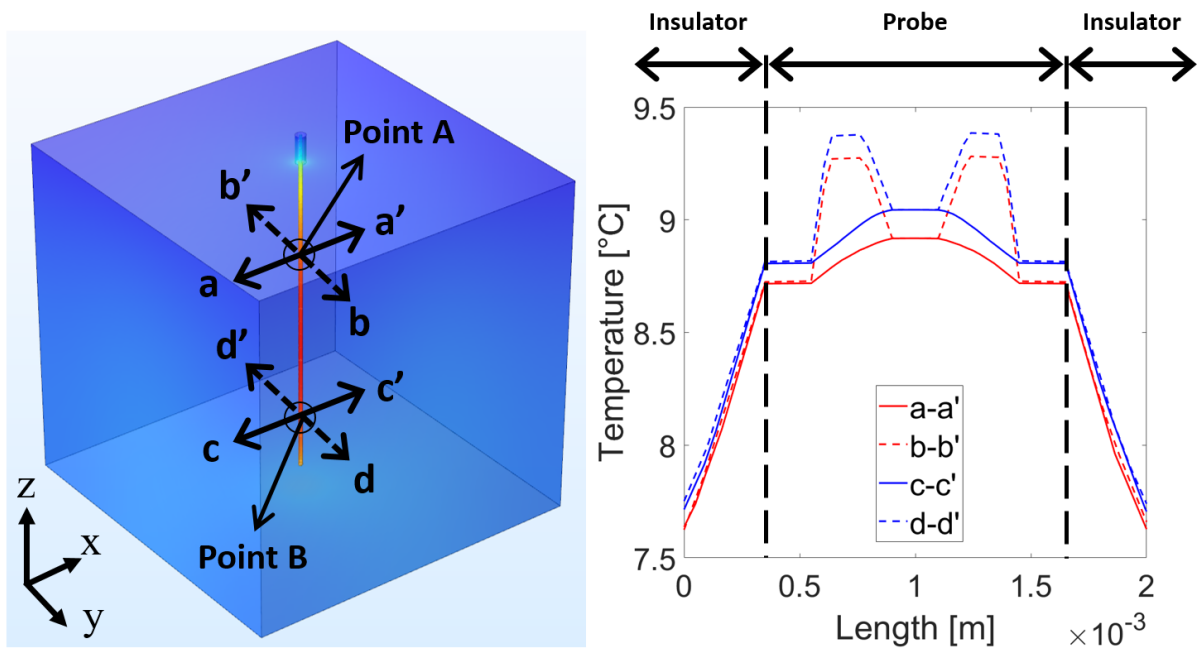 Point A
b’
a’
a
b
d’
c’
c
d
Point B
z
x
y
Insulator
Probe
Insulator
9.5
9
8.5
8
7.5
Temperature [°C]
a-a'
b-b'
c-c'
d-d'
0
0.5
1
1.5
2
Length [m]
×10⁻³